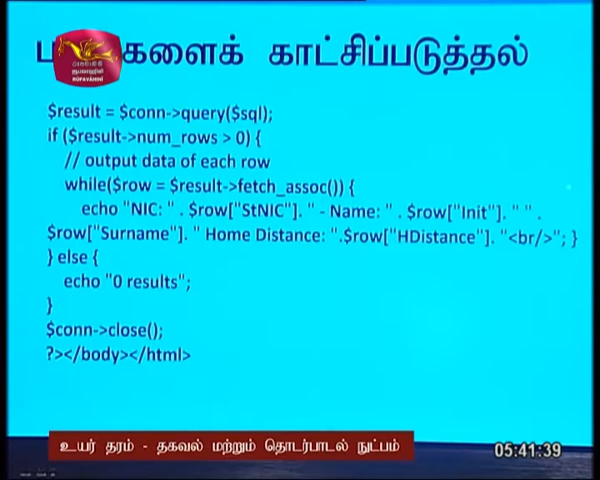 களைக் காட்சிப்படுத்தல்
RUPAVAHINI
$result = $conn->query($sql);
if ($result->num_rows > 0) {
// output data of each row
while($row = $result->fetch_assoc()) {
echo "NIC: " . $row["StNIC"]. " - Name: " . $row["Init"]. " " .
$row["Surname"]. " Home Distance: ".$row["HDistance"]. "<br/>"; }
} else {
echo "0 results";
}
$conn->close();
?></body></html>
உயர் தரம் - தகவல் மற்றும் தொடர்பாடல் நுட்பம்
05:41:39